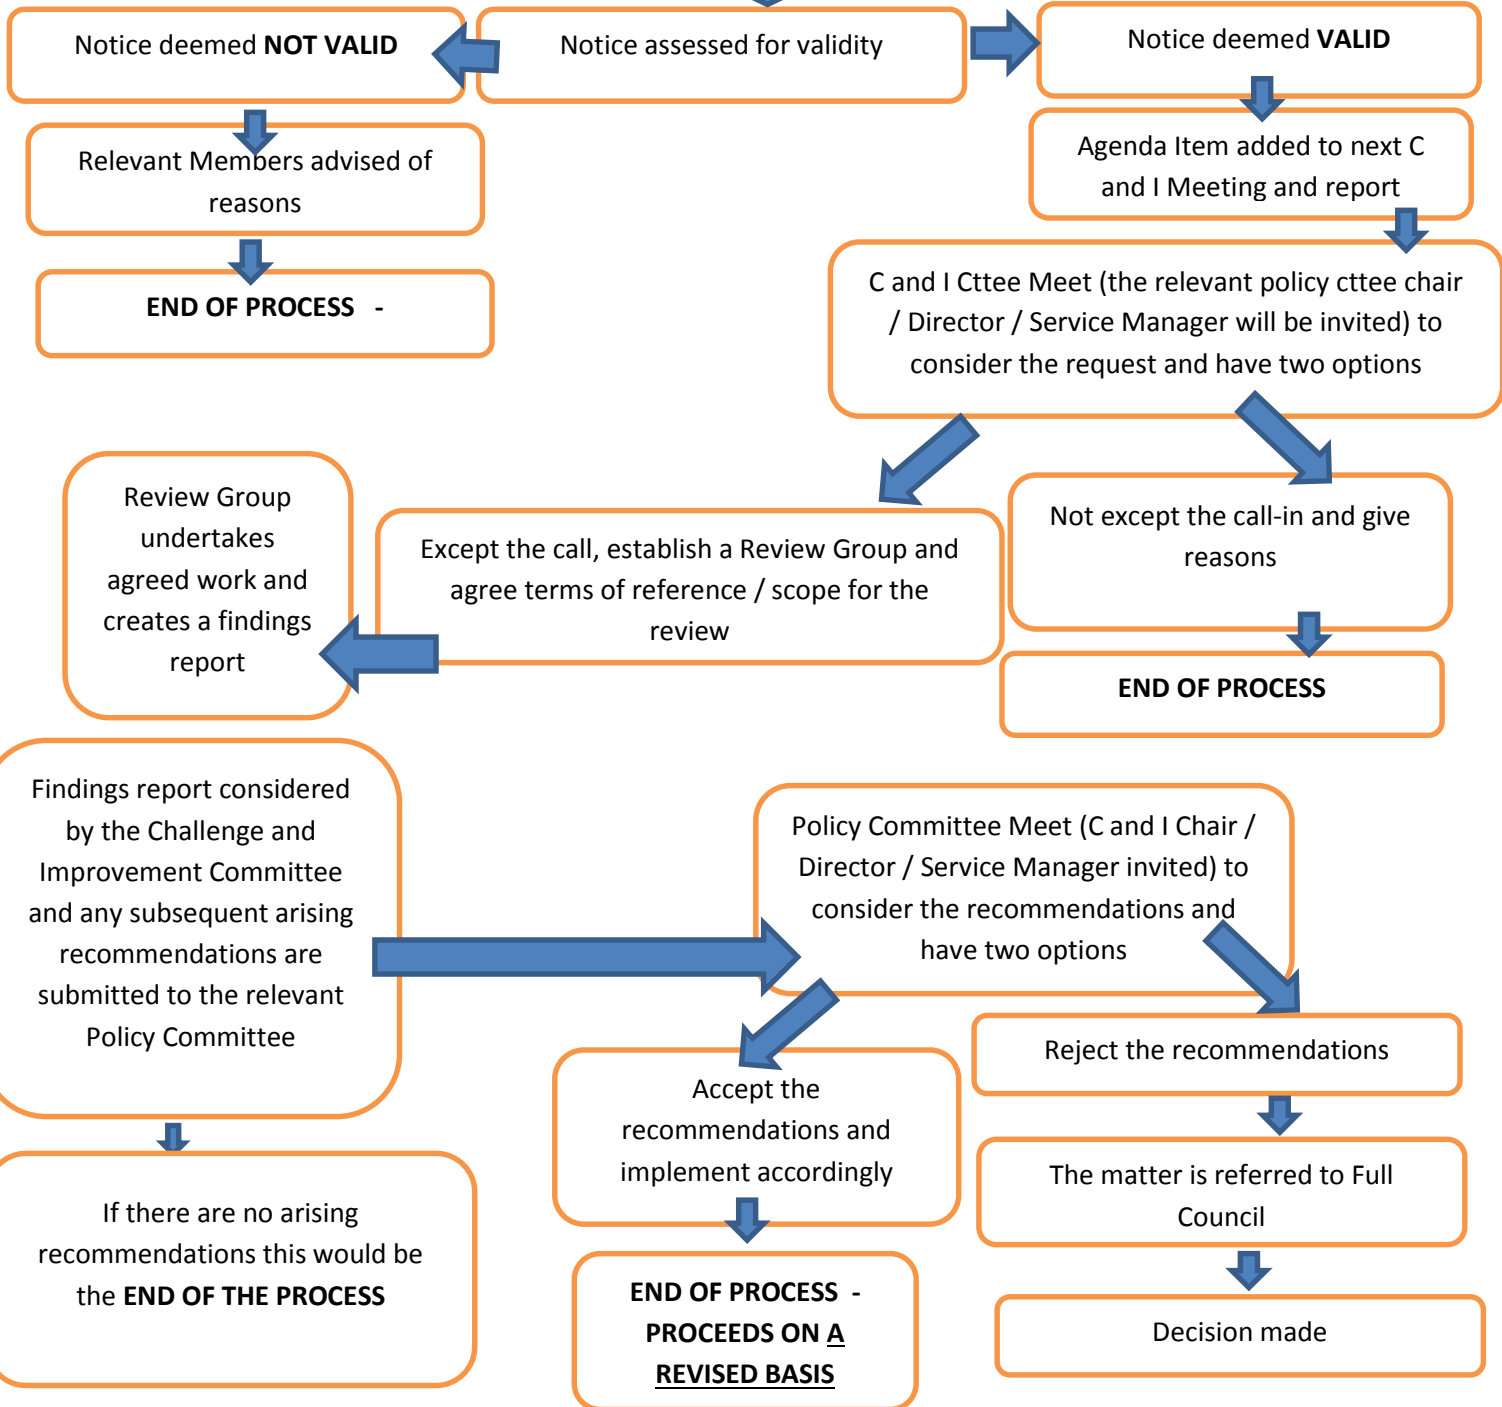 Notice deemed NOT VALID
Notice assessed for validity
Notice deemed VALID
Relevant Members advised of
reasons
END OF PROCESS -
Agenda Item added to next C
and I Meeting and report
C and I Cttee Meet (the relevant policy cttee chair
/ Director / Service Manager will be invited) to
consider the request and have two options
Review Group
undertakes
agreed work and
creates a findings
report
Except the call, establish a Review Group and
agree terms of reference / scope for the
review
Not except the call-in and give
reasons
END OF PROCESS
Findings report considered
by the Challenge and
Improvement Committee
and any subsequent arising
recommendations are
submitted to the relevant
Policy Committee
Policy Committee Meet (C and I Chair /
Director / Service Manager invited) to
consider the recommendations and
have two options
Reject the recommendations
Accept the
recommendations and
implement accordingly
The matter is referred to Full
Council
If there are no arising
recommendations this would be
the END OF THE PROCESS
END OF PROCESS -
PROCEEDS ON A
REVISED BASIS
Decision made